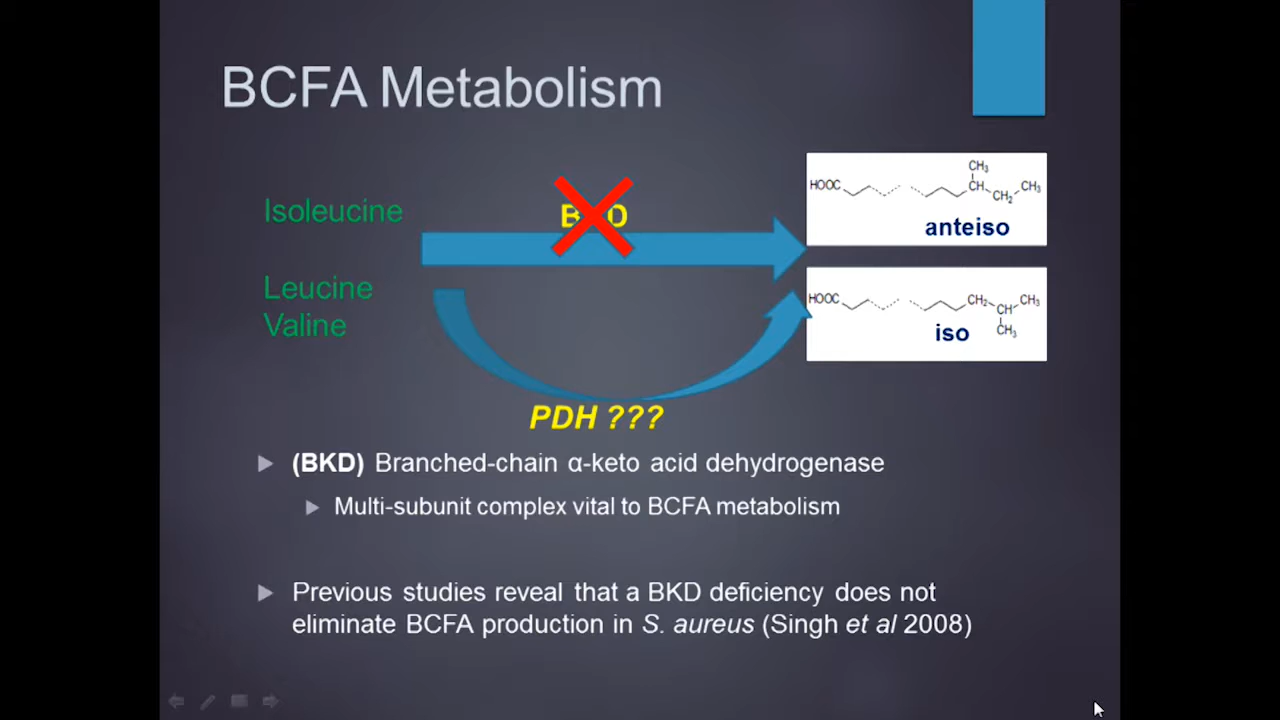 BCFA Metabolism
Isoleucine
BKD
HOOC
CH3
CH
CH2
CH3
anteiso
Leucine
Valine
HOOC
CH2
CH
CH3
CH3
iso
PDH ???
(BKD) Branched-chain α-keto acid dehydrogenase
Multi-subunit complex vital to BCFA metabolism
Previous studies reveal that a BKD deficiency does not
eliminate BCFA production in S. aureus (Singh et al 2008)